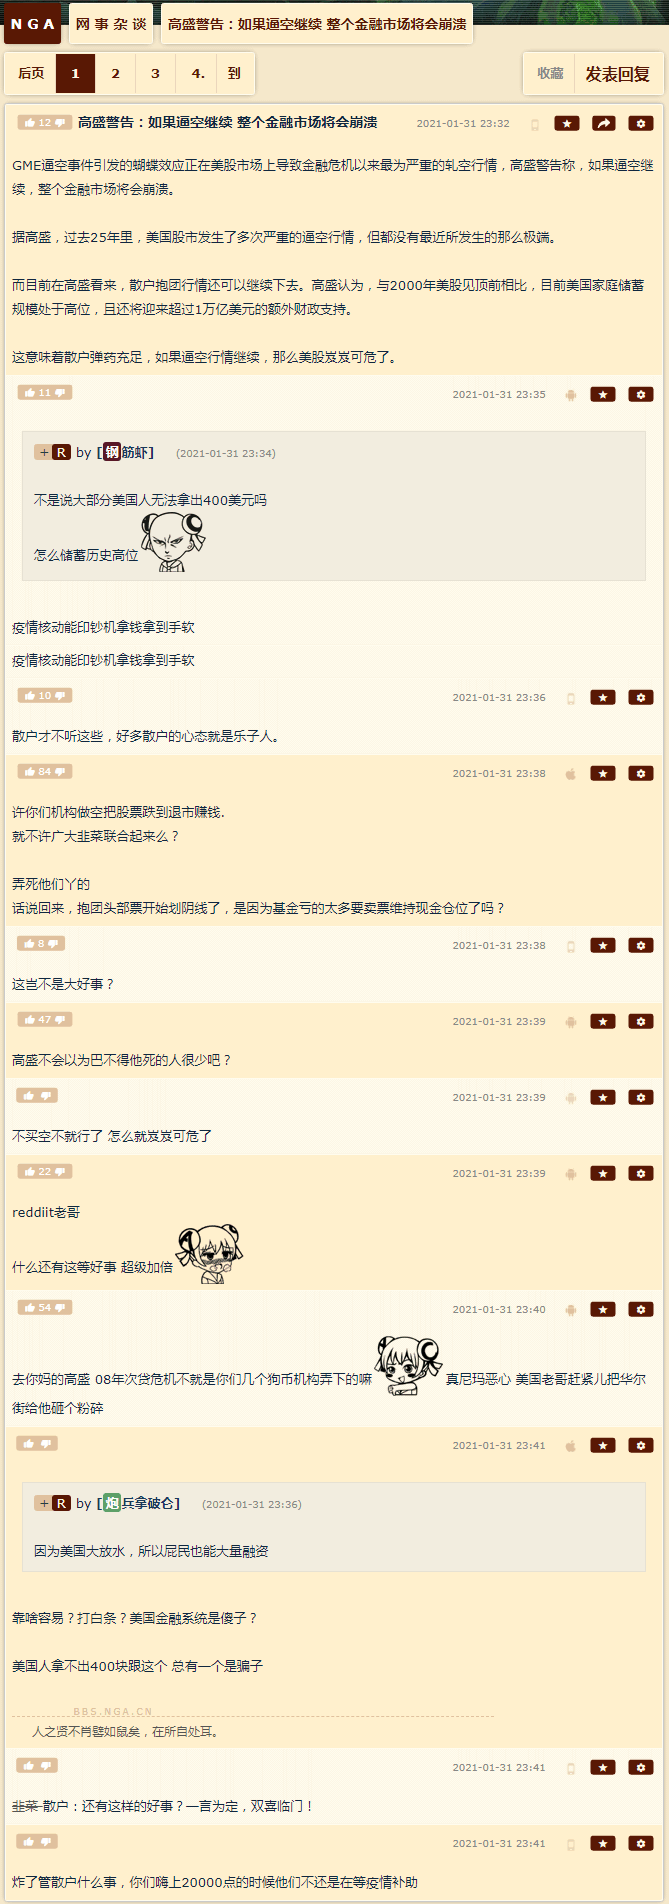 NGA 网事杂谈 高盛警告：如果逼空继续 整个金融市场将会崩溃
后页 1 2 3 4. 到 收藏 发表回复
12 高盛警告：如果逼空继续 整个金融市场将会崩溃 2021-01-31 23:32
GME逼空事件引发的蝴蝶效应正在美股市场上导致金融危机以来最为严重的轧空行情，高盛警告称，如果逼空继
续，整个金融市场将会崩溃。
据高盛，过去25年里，美国股市发生了多次严重的逼空行情，但都没有最近所发生的那么极端。
而目前在高盛看来，散户抱团行情还可以继续下去。高盛认为，与2000年美股见顶前相比，目前美国家庭储蓄
规模处于高位，且还将迎来超过1万亿美元的额外财政支持。
这意味着散户弹药充足，如果逼空行情继续，那么美股岌岌可危了。
11 2021-01-31 23:35
+ R by [钢筋虾] (2021-01-31 23:34)
不是说大部分美国人无法拿出400美元吗
怎么储蓄历史高位
疫情核动能印钞机拿钱拿到手软
疫情核动能印钞机拿钱拿到手软
10 2021-01-31 23:36
散户才不听这些，好多散户的心态就是乐子人。
84 2021-01-31 23:38
许你们机构做空把股票跌到退市赚钱.
就不许广大韭菜联合起来么？
弄死他们丫的
话说回来，抱团头部票开始划阴线了，是因为基金亏的太多要卖票维持现金仓位了吗？
8 2021-01-31 23:38
这岂不是大好事？
47 2021-01-31 23:39
高盛不会以为巴不得他死的人很少吧？
2021-01-31 23:39
不买空不就行了 怎么就岌岌可危了
22 2021-01-31 23:39
reddiit老哥
什么还有这等好事 超级加倍
54 2021-01-31 23:40
去你妈的高盛 08年次贷危机不就是你们几个狗币机构弄下的嘛 真尼玛恶心 美国老哥赶紧儿把华尔
街给他砸个粉碎
2021-01-31 23:41
+ R by [炮兵拿破仑] (2021-01-31 23:36)
因为美国大放水，所以屁民也能大量融资
靠啥容易？打白条？美国金融系统是傻子？
美国人拿不出400块跟这个 总有一个是骗子
BBS.NGA.CN
人之贤不肖譬如鼠矣，在所自处耳。
2021-01-31 23:41
韭菜 散户：还有这样的好事？一言为定，双喜临门！
2021-01-31 23:41
炸了管散户什么事，你们嗨上20000点的时候他们不还是在等疫情补助